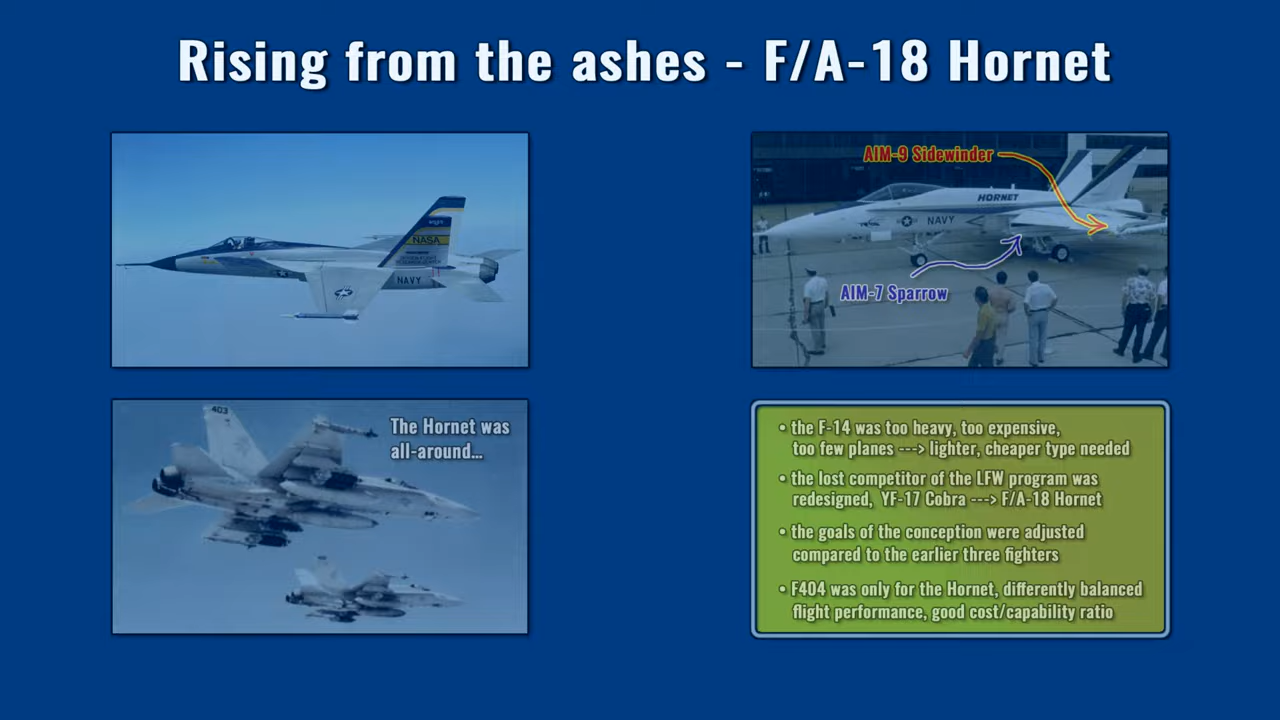 Rising from the ashes - F/A-18 Hornet
NASA
NAVY
AIM-9 Sidewinder
HORNET
NAVY
AIM-7 Sparrow
403
The Hornet was
all-around...
• the F-14 was too heavy, too expensive,
too few planes ---> lighter, cheaper type needed
• the lost competitor of the LFW program was
redesigned, YF-17 Cobra ---> F/A-18 Hornet
• the goals of the conception were adjusted
compared to the earlier three fighters
• F404 was only for the Hornet, differently balanced
flight performance, good cost/capability ratio